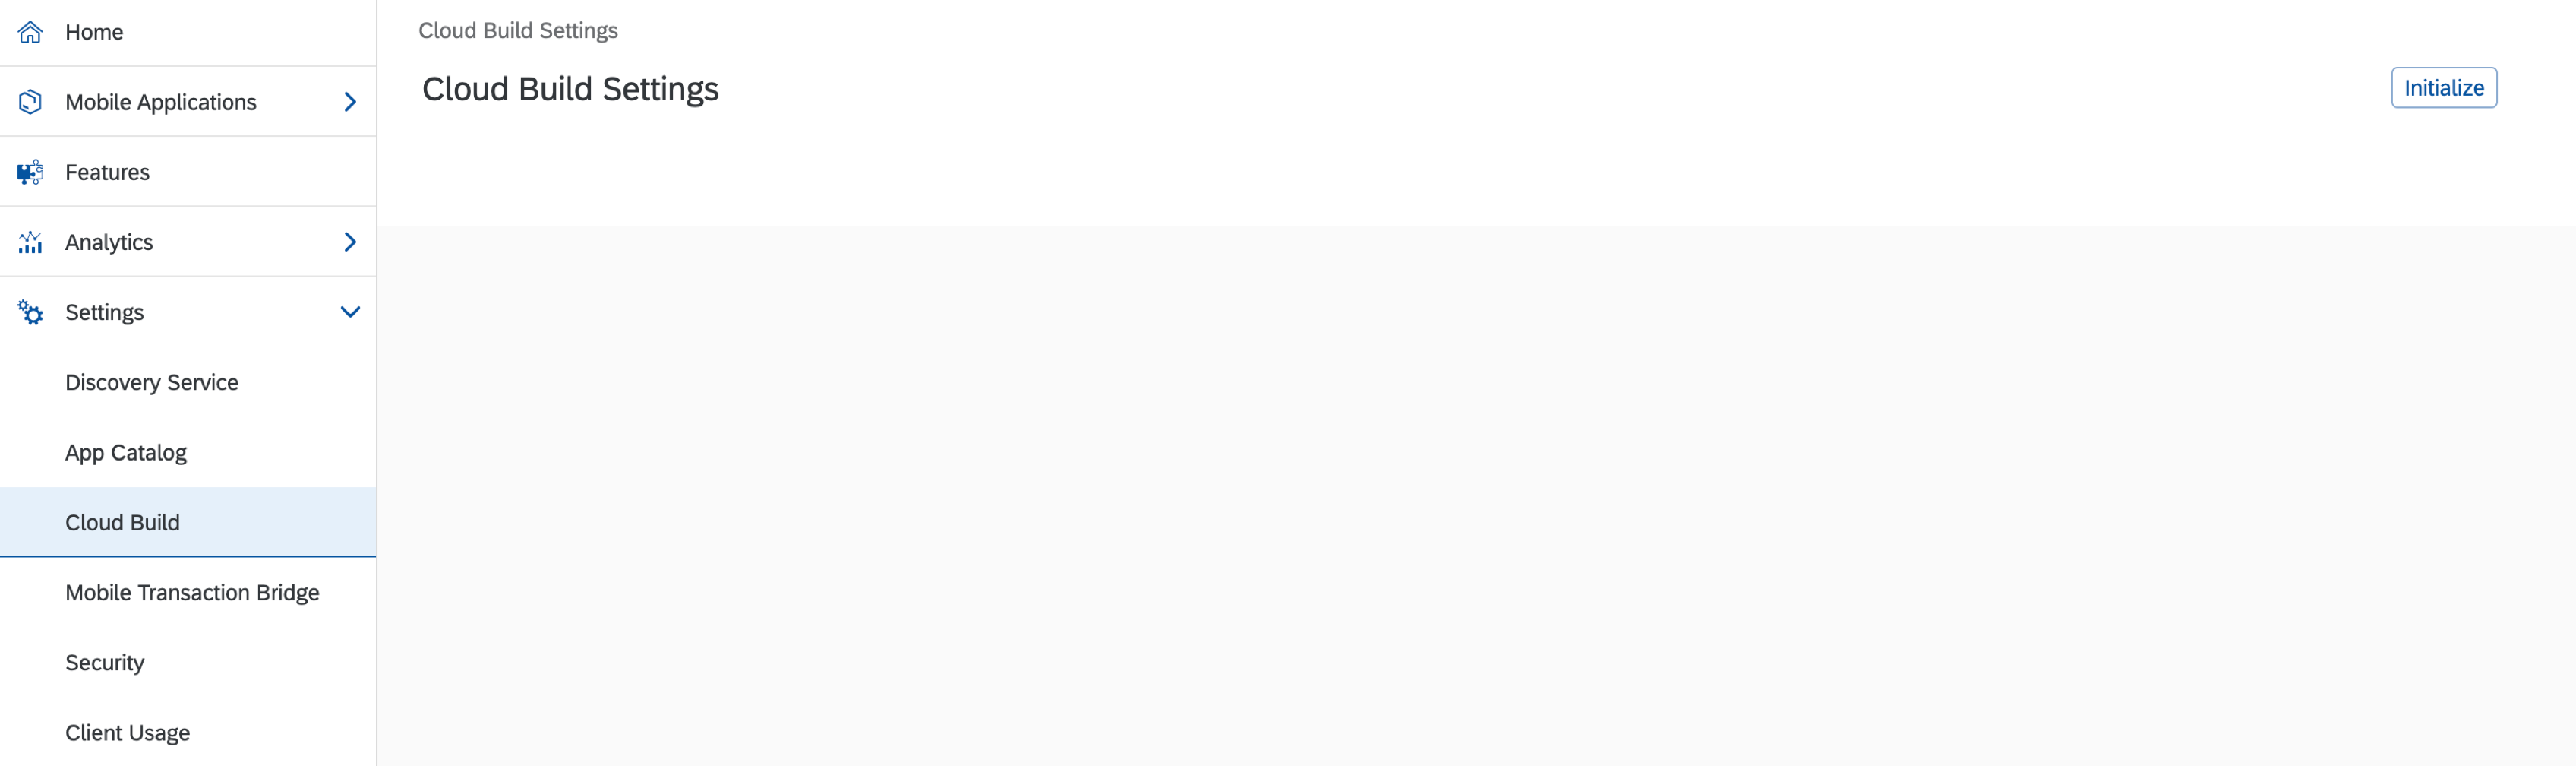 Home
Mobile Applications
Features
Analytics
Settings
Discovery Service
App Catalog
Cloud Build
Mobile Transaction Bridge
Security
Client Usage
Cloud Build Settings
Cloud Build Settings
Initialize